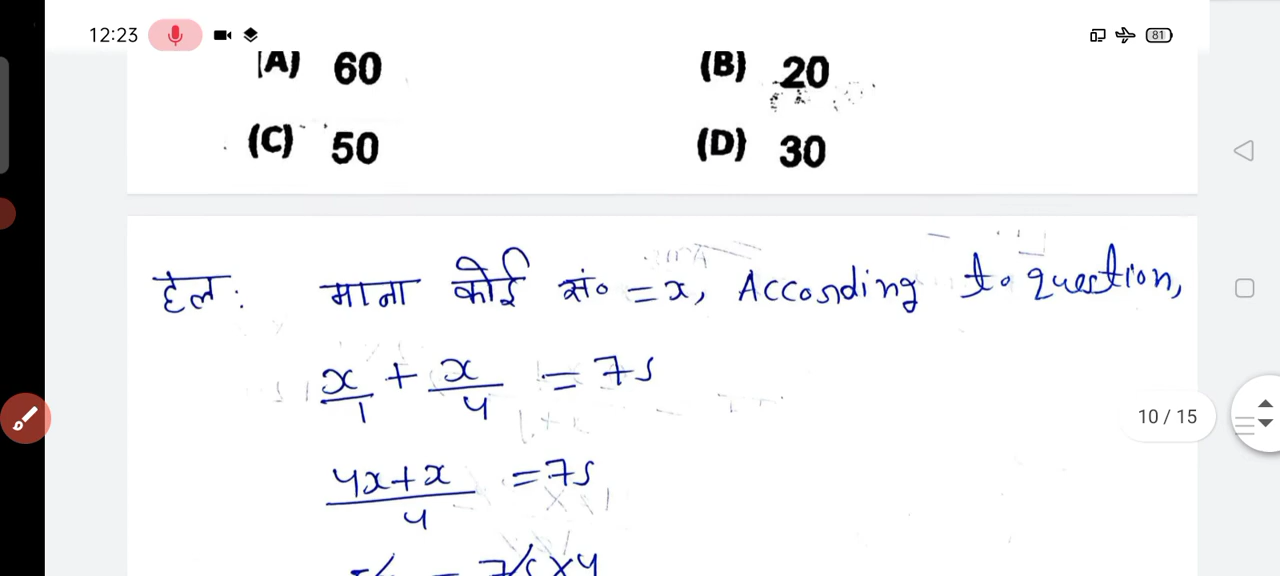 12:23 81
(A) 60 (B) 20
(C) 50 (D) 30
हल: माना कोई सं० = x, According to question,
x/1 + x/4 = 75
10 / 15
4x+x/4 = 75